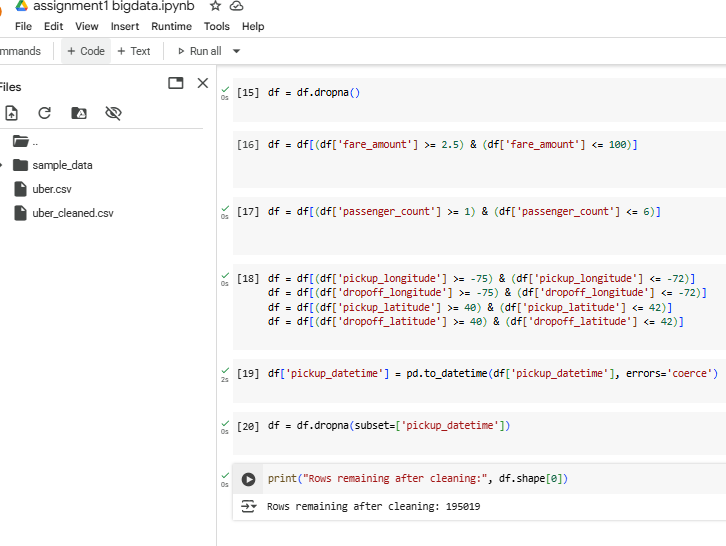 assignment1 bigdata.ipynb
File Edit View Insert Runtime Tools Help
mmands + Code + Text Run all
Files
..
sample_data
uber.csv
uber_cleaned.csv
0s [15] df = df.dropna()
[16] df = df[(df['fare_amount'] >= 2.5) & (df['fare_amount'] <= 100)]
0s [17] df = df[(df['passenger_count'] >= 1) & (df['passenger_count'] <= 6)]
0s [18] df = df[(df['pickup_longitude'] >= -75) & (df['pickup_longitude'] <= -72)]
df = df[(df['dropoff_longitude'] >= -75) & (df['dropoff_longitude'] <= -72)]
df = df[(df['pickup_latitude'] >= 40) & (df['pickup_latitude'] <= 42)]
df = df[(df['dropoff_latitude'] >= 40) & (df['dropoff_latitude'] <= 42)]
2s [19] df['pickup_datetime'] = pd.to_datetime(df['pickup_datetime'], errors='coerce')
0s [20] df = df.dropna(subset=['pickup_datetime'])
0s print("Rows remaining after cleaning:", df.shape[0])
Rows remaining after cleaning: 195019